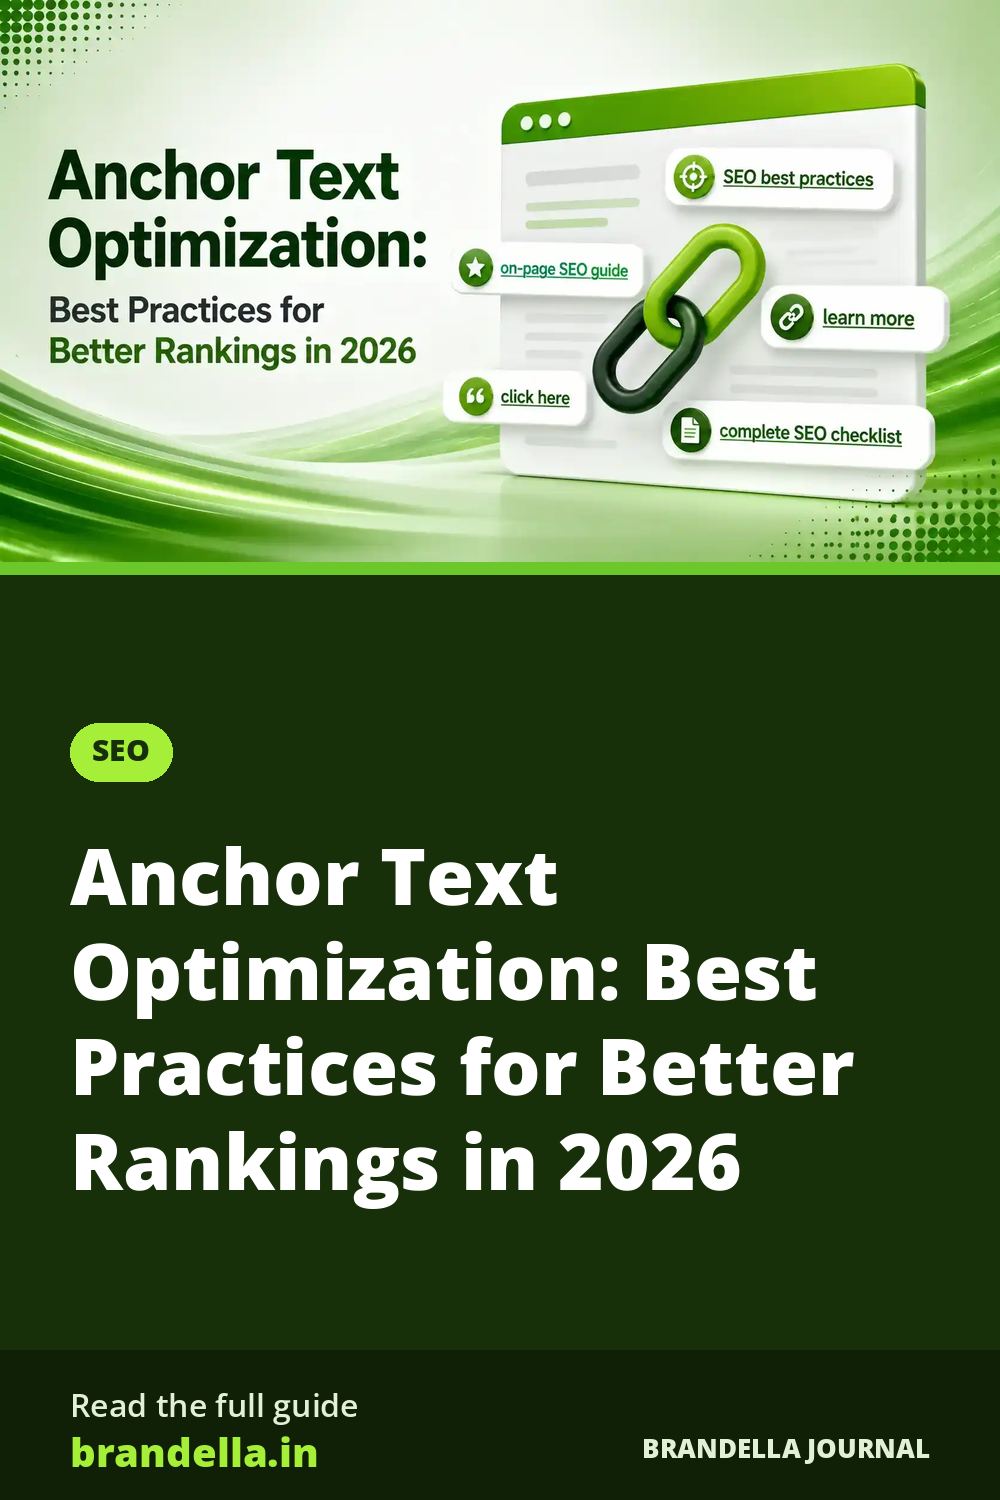 Anchor Text
Optimization:
Best Practices for
Better Rankings in 2026
SEO best practices
on-page SEO guide
learn more
click here
complete SEO checklist
SEO
Anchor Text
Optimization: Best
Practices for Better
Rankings in 2026
Read the full guide
brandella.in
BRANDELLA JOURNAL